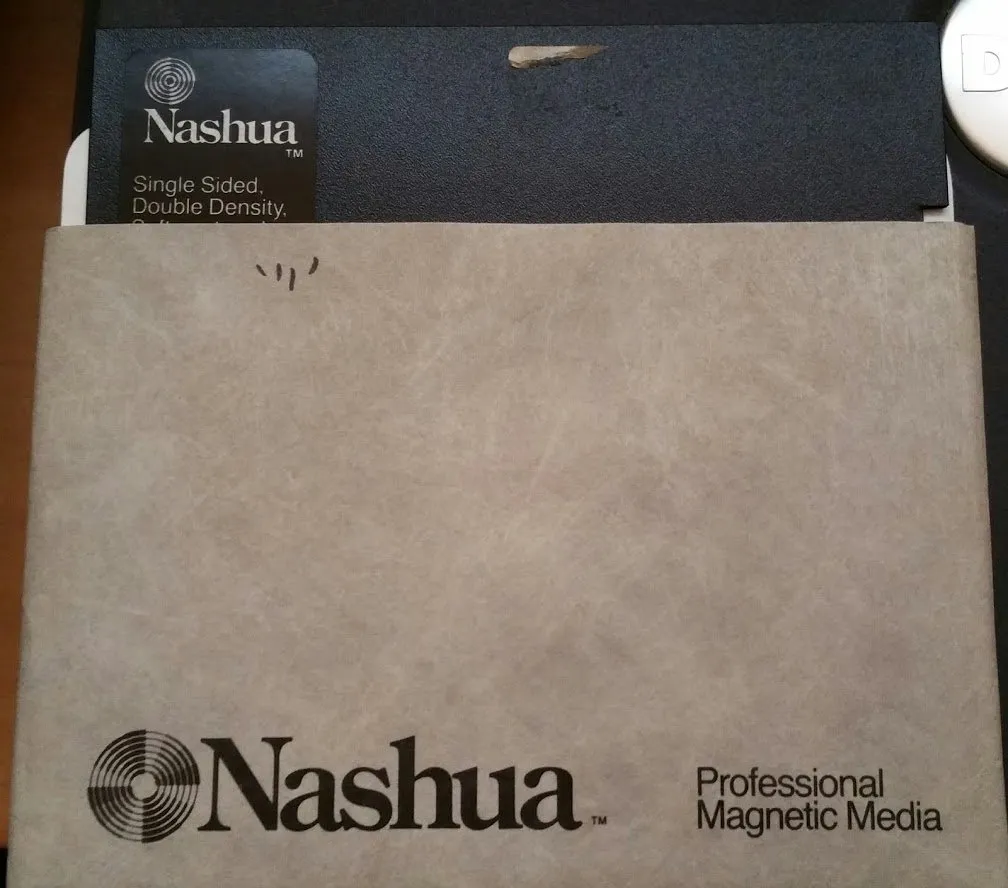 Nashua
TM
Single Sided,
Double Density,
Nashua
TM
Professional
Magnetic Media
D